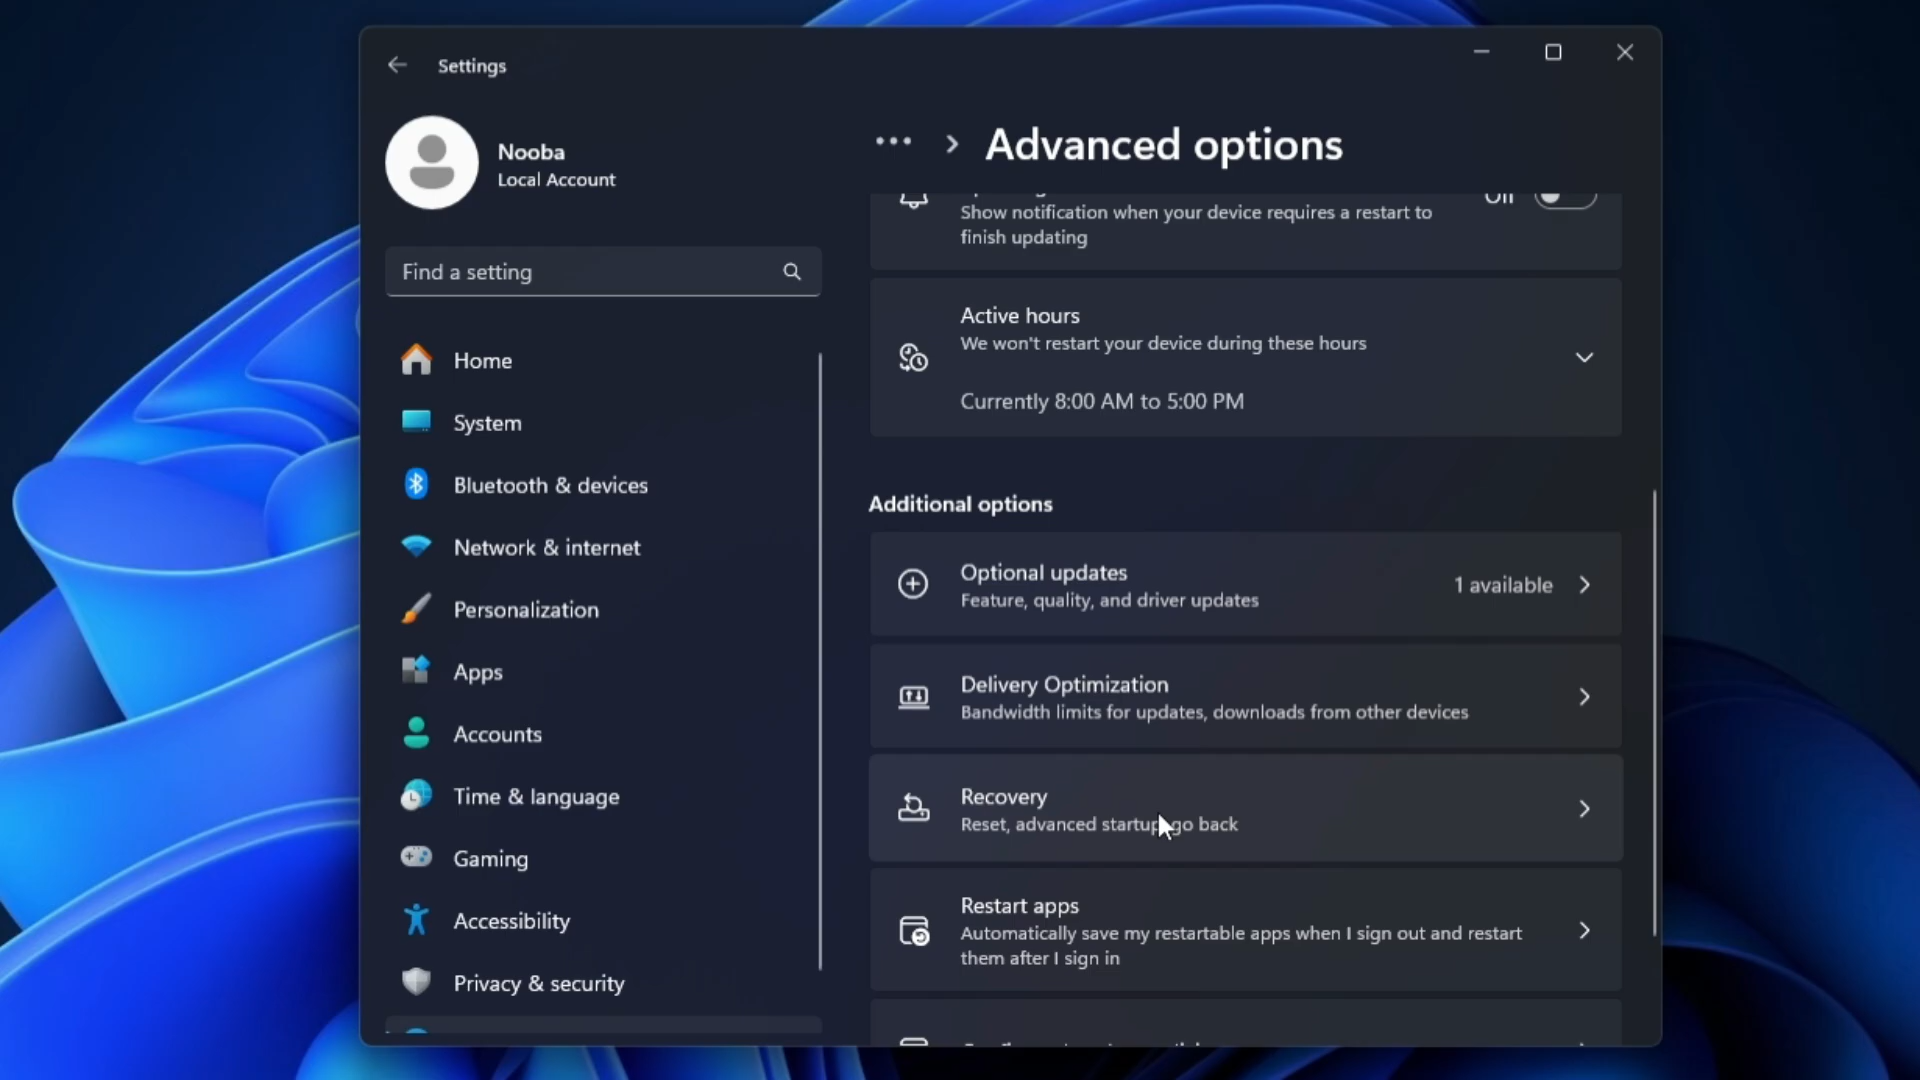 Settings
Nooba
Local Account
Find a setting
Home
System
Bluetooth & devices
Network & internet
Personalization
Apps
Accounts
Time & language
Gaming
Accessibility
Privacy & security
Advanced options
Off
Show notification when your device requires a restart to
finish updating
Active hours
We won't restart your device during these hours
Currently 8:00 AM to 5:00 PM
Additional options
Optional updates
Feature, quality, and driver updates
1 available
Delivery Optimization
Bandwidth limits for updates, downloads from other devices
Recovery
Reset, advanced startup, go back
Restart apps
Automatically save my restartable apps when I sign out and restart
them after I sign in